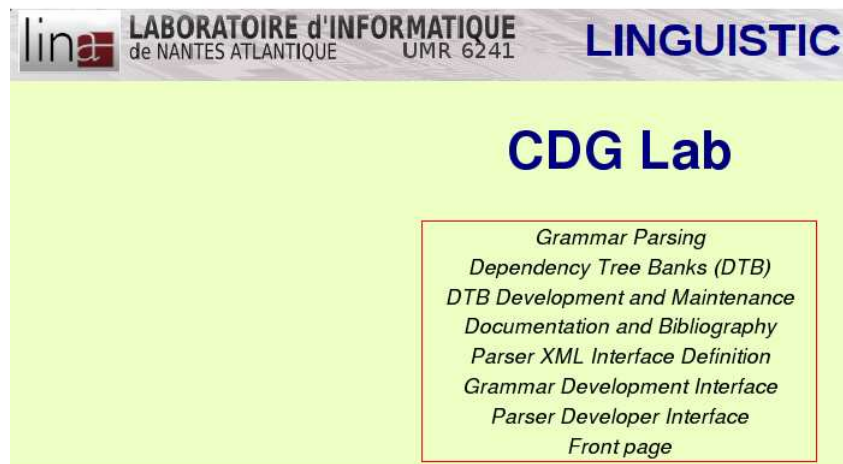 lina LABORATOIRE d'INFORMATIQUE
de NANTES ATLANTIQUE UMR 6241
LINGUISTIC
CDG Lab
Grammar Parsing
Dependency Tree Banks (DTB)
DTB Development and Maintenance
Documentation and Bibliography
Parser XML Interface Definition
Grammar Development Interface
Parser Developer Interface
Front page